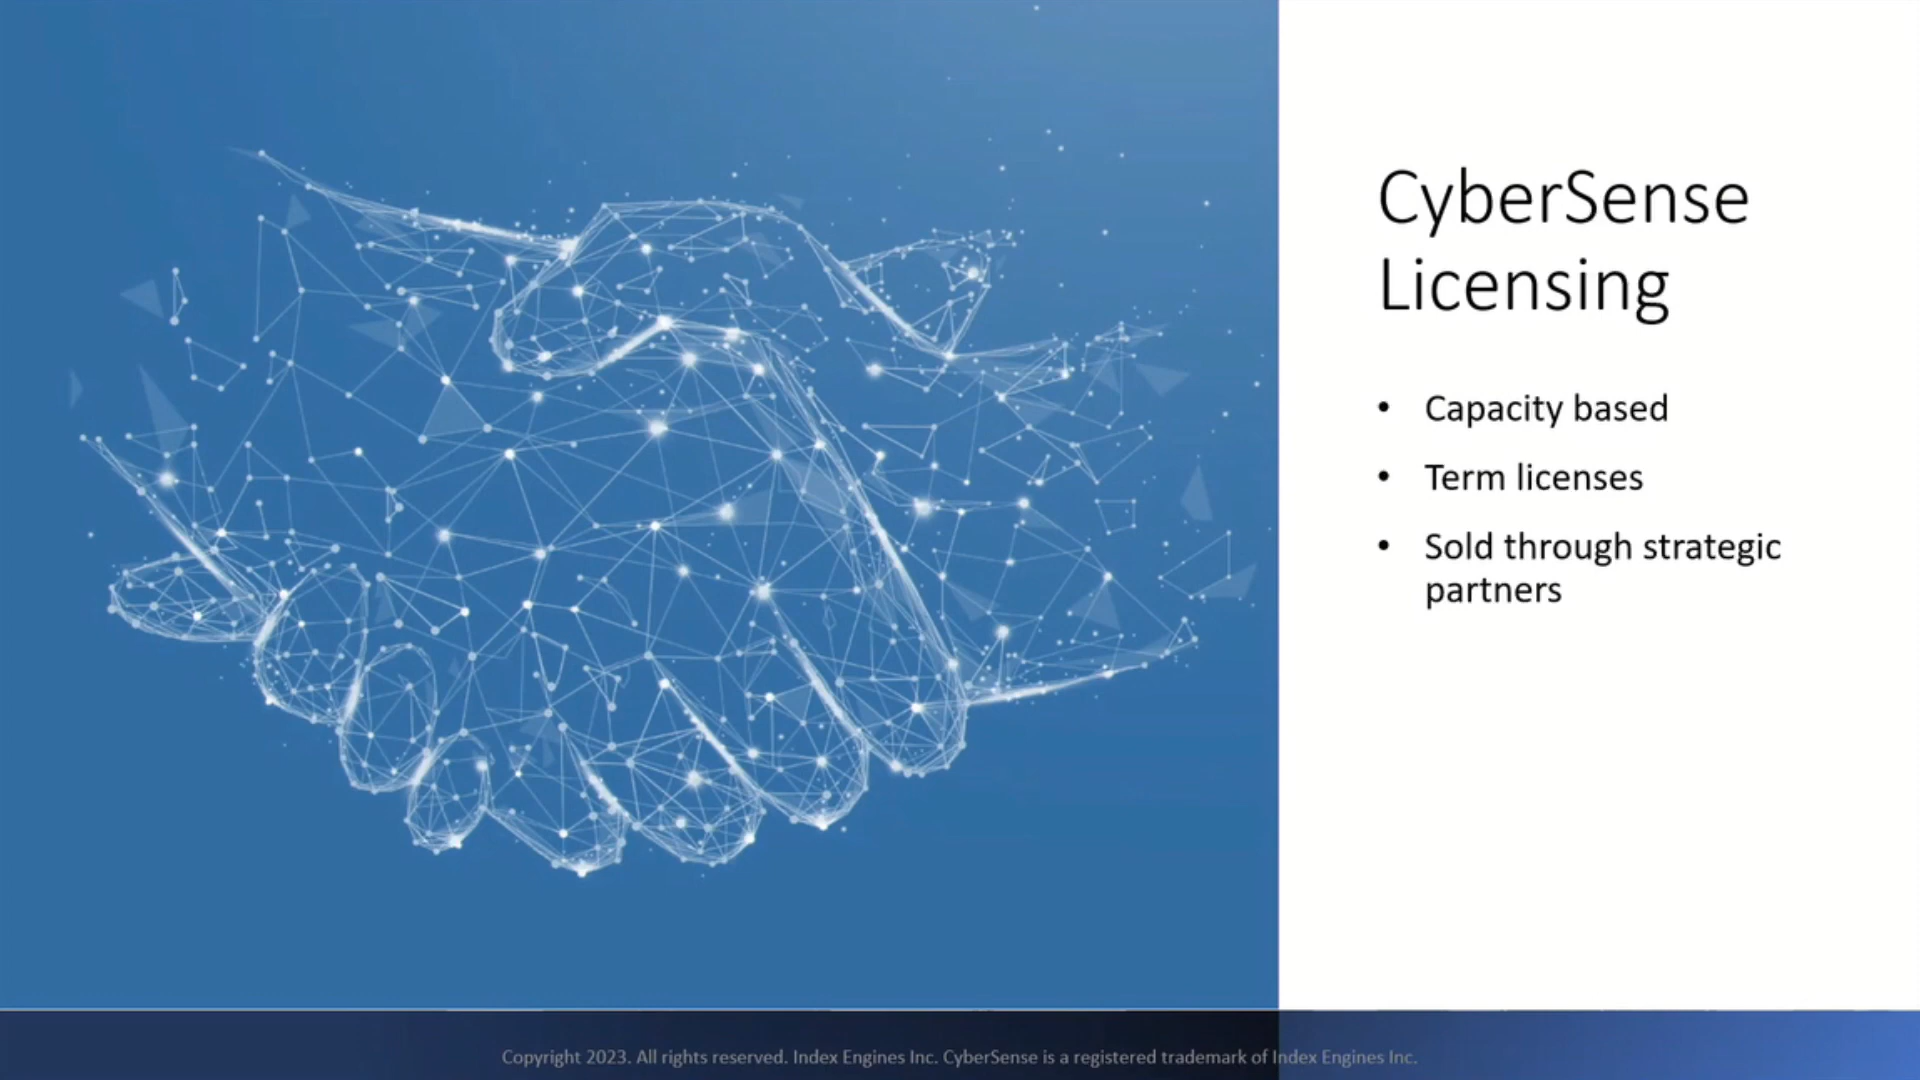 CyberSense
Licensing
• Capacity based
• Term licenses
• Sold through strategic
partners
Copyright 2023. All rights reserved. Index Engines Inc. CyberSense is a registered trademark of Index Engines Inc.